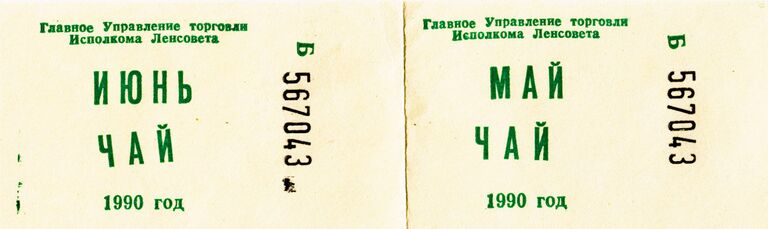 Главное Управление торговли
Исполкома Ленсовета
ИЮНЬ
ЧАЙ
1990 год
Б 567043
Главное Управление торговли
Исполкома Ленсовета
МАЙ
ЧАЙ
1990 год
Б 567043